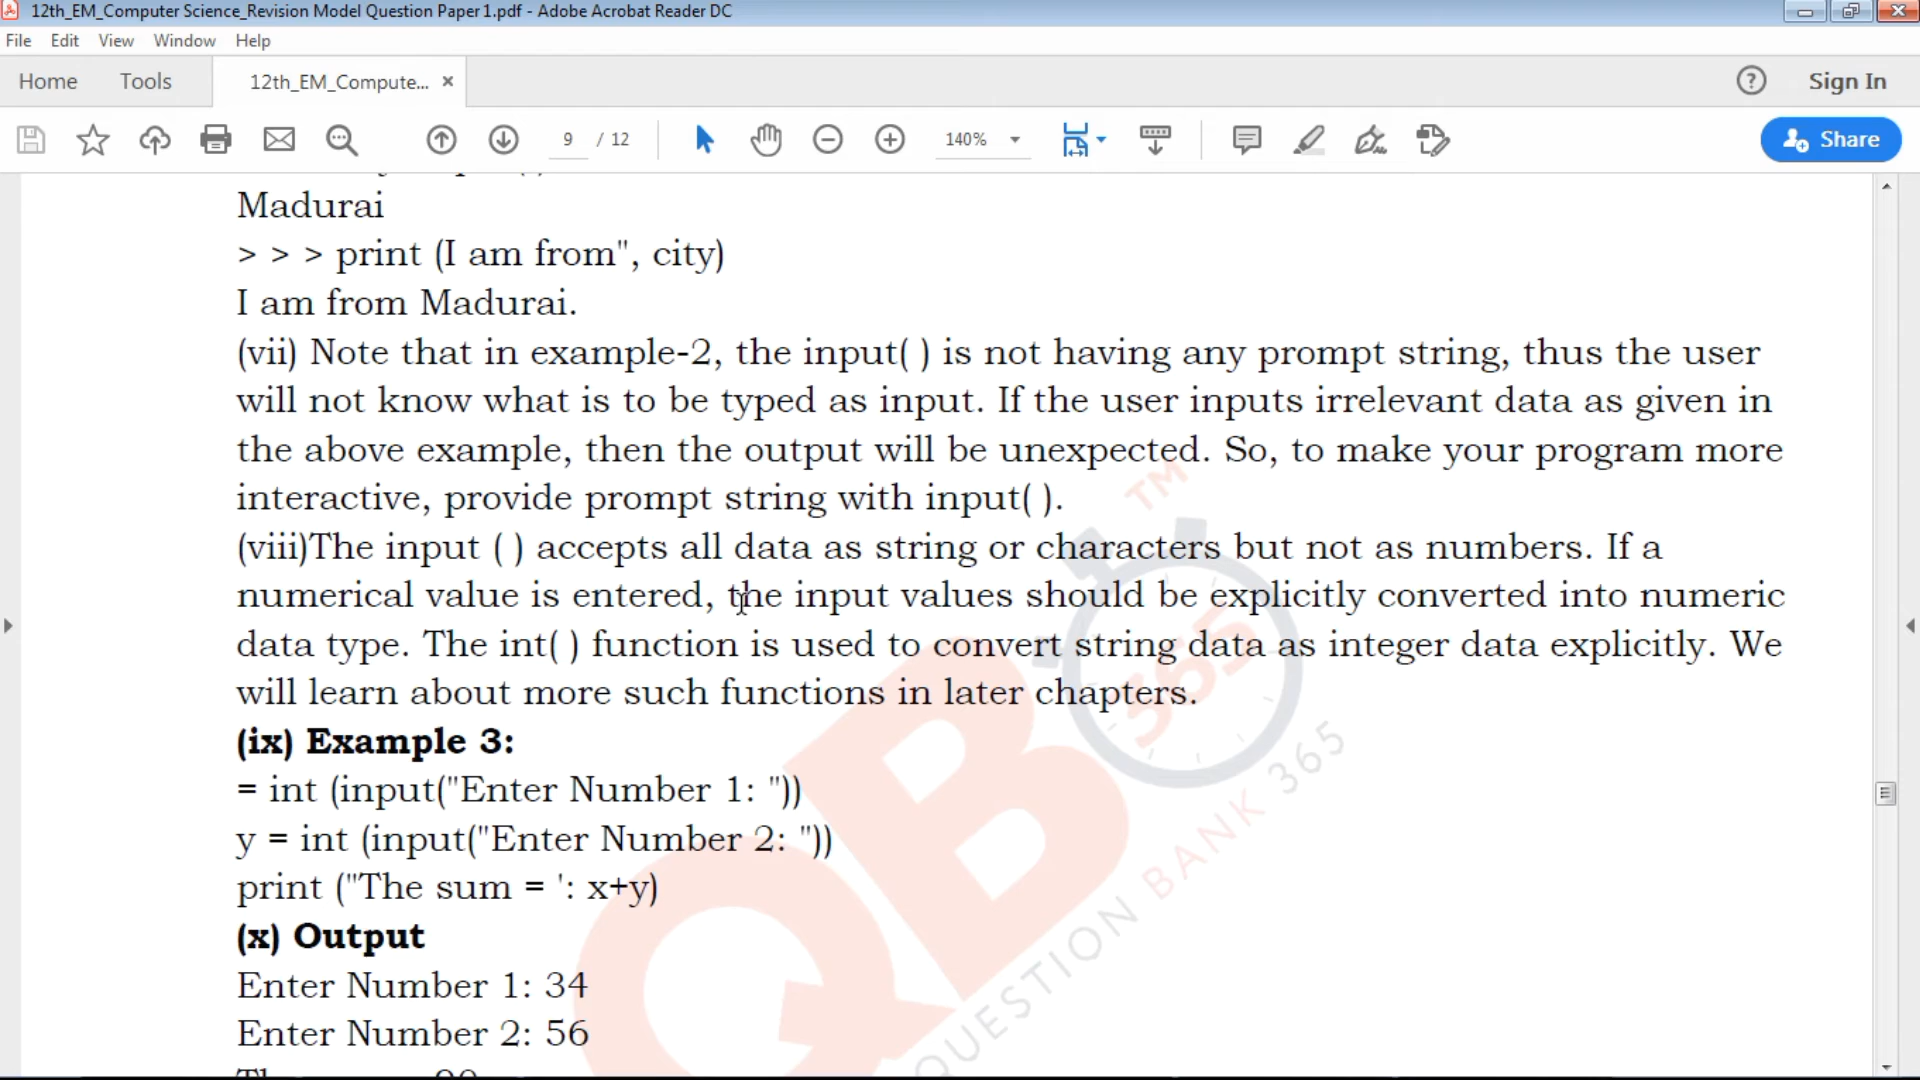 12th_EM_Computer Science_Revision Model Question Paper 1.pdf - Adobe Acrobat Reader DC
File Edit View Window Help
Home Tools 12th_EM_Compute... ×
9 / 12 140% Share
? Sign In
Madurai
> > > print (I am from", city)
I am from Madurai.
(vii) Note that in example-2, the input( ) is not having any prompt string, thus the user
will not know what is to be typed as input. If the user inputs irrelevant data as given in
the above example, then the output will be unexpected. So, to make your program more
interactive, provide prompt string with input( ).
(viii)The input ( ) accepts all data as string or characters but not as numbers. If a
numerical value is entered, the input values should be explicitly converted into numeric
data type. The int( ) function is used to convert string data as integer data explicitly. We
will learn about more such functions in later chapters.
(ix) Example 3:
= int (input("Enter Number 1: "))
y = int (input("Enter Number 2: "))
print ("The sum = ': x+y)
(x) Output
Enter Number 1: 34
Enter Number 2: 56
QB
365
TM
QUESTION BANK 365